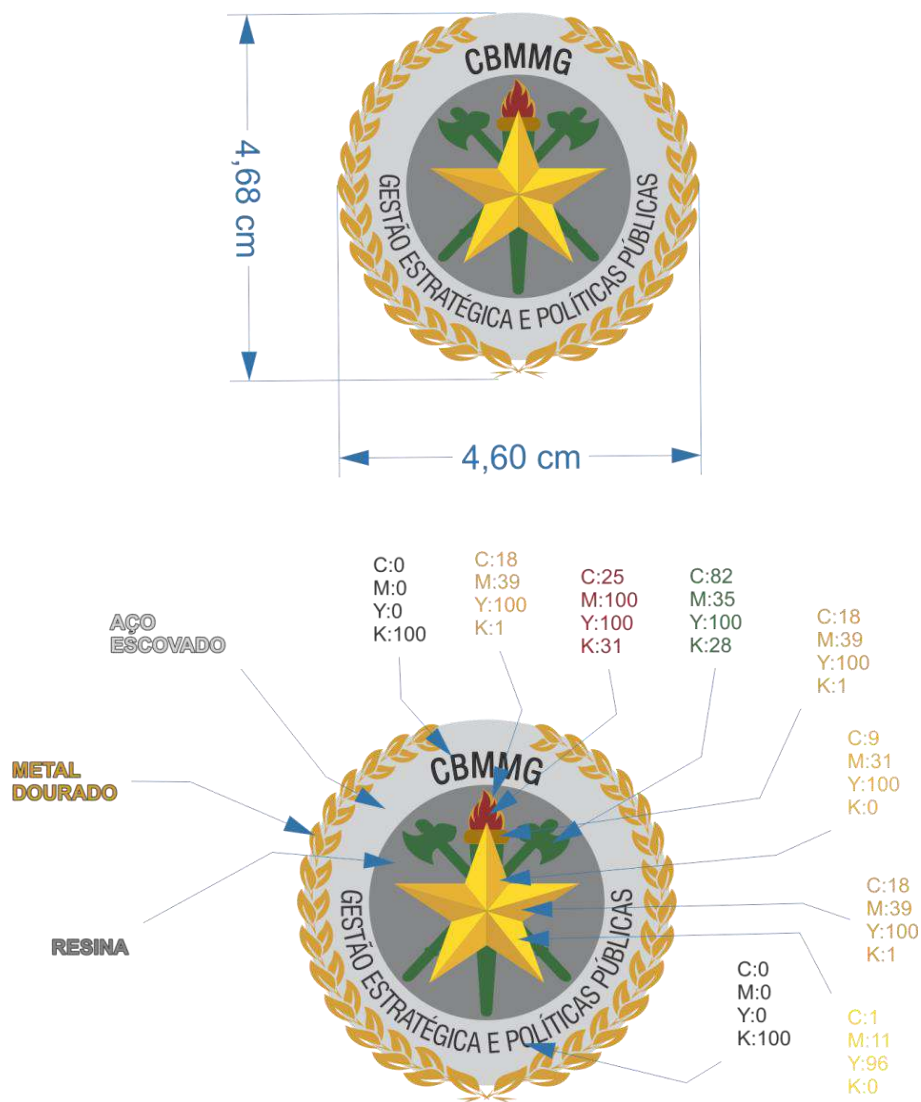 CBMMG
GESTÃO ESTRATÉGICA E POLÍTICAS PÚBLICAS
4,68 cm
4,60 cm
C:0
M:0
Y:0
K:100
C:18
M:39
Y:100
K:1
C:25
M:100
Y:100
K:31
C:82
M:35
Y:100
K:28
C:18
M:39
Y:100
K:1
AÇO
ESCOVADO
C:9
M:31
Y:100
K:0
METAL
DOURADO
CBMMG
GESTÃO ESTRATÉGICA E POLÍTICAS PÚBLICAS
C:18
M:39
Y:100
K:1
RESINA
C:0
M:0
Y:0
K:100
C:1
M:11
Y:96
K:0